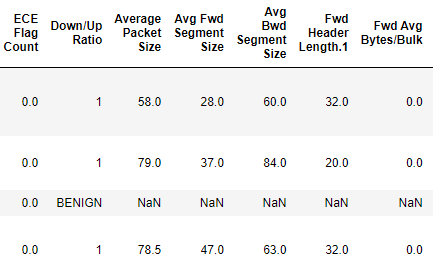 ECE Flag Count Down/Up Ratio Average Packet Size Avg Fwd Segment Size Avg Bwd Segment Size Fwd Header Length.1 Fwd Avg Bytes/Bulk
0.0 1 58.0 28.0 60.0 32.0 0.0
0.0 1 79.0 37.0 84.0 20.0 0.0
0.0 BENIGN NaN NaN NaN NaN NaN
0.0 1 78.5 47.0 63.0 32.0 0.0